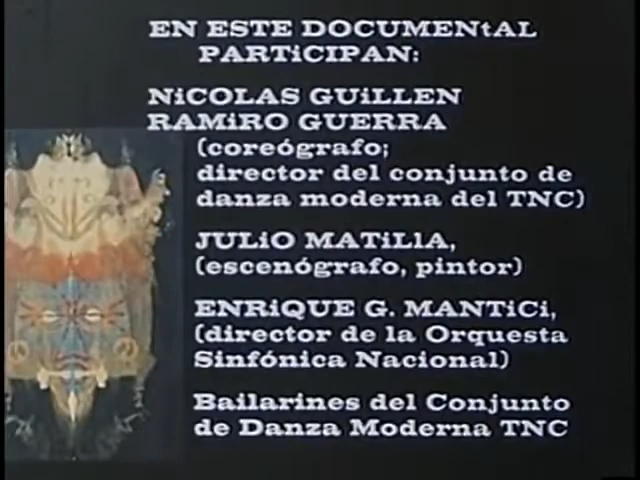 EN ESTE DOCUMENtAL
PARTiCIPAN:
NiCOLAS GUiLLEN
RAMiRO GUERRA
(coreógrafo;
director del conjunto de
danza moderna del TNC)
JULiO MATiLlA,
(escenógrafo, pintor)
ENRiQUE G. MANTiCi,
(director de la Orquesta
Sinfónica Nacional)
Bailarines del Conjunto
de Danza Moderna TNC